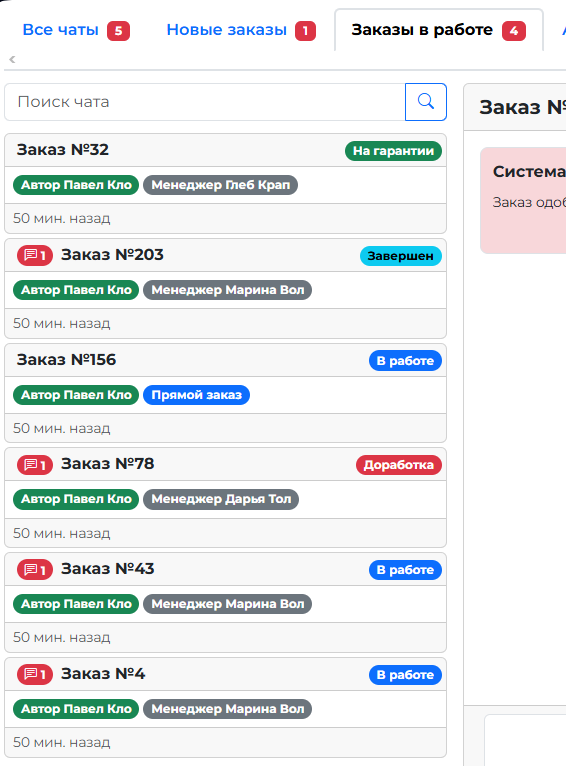 Все чаты 5 Новые заказы 1 Заказы в работе 4
Поиск чата
Заказ №32 На гарантии
Автор Павел Кло Менеджер Глеб Крап
50 мин. назад
1 Заказ №203 Завершен
Автор Павел Кло Менеджер Марина Вол
50 мин. назад
Заказ №156 В работе
Автор Павел Кло Прямой заказ
50 мин. назад
1 Заказ №78 Доработка
Автор Павел Кло Менеджер Дарья Тол
50 мин. назад
1 Заказ №43 В работе
Автор Павел Кло Менеджер Марина Вол
50 мин. назад
1 Заказ №4 В работе
Автор Павел Кло Менеджер Марина Вол
50 мин. назад
Заказ №
Система
Заказ одоб